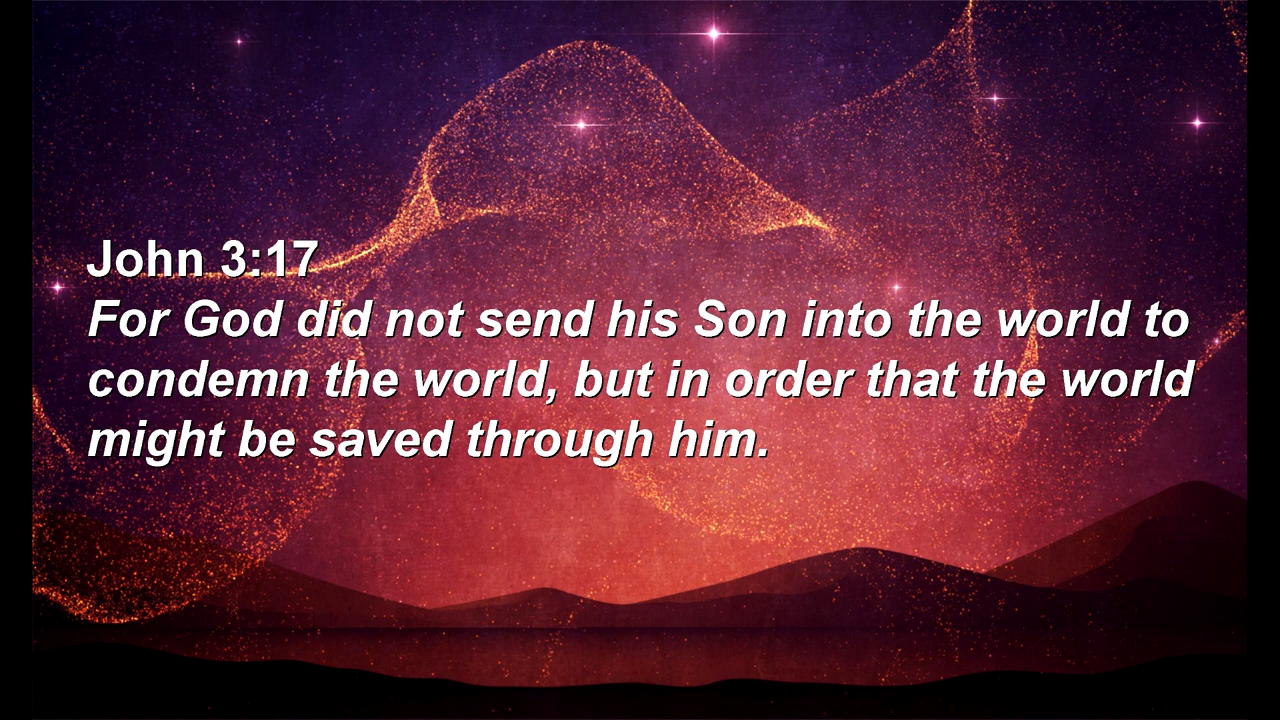 John 3:17
For God did not send his Son into the world to
condemn the world, but in order that the world
might be saved through him.